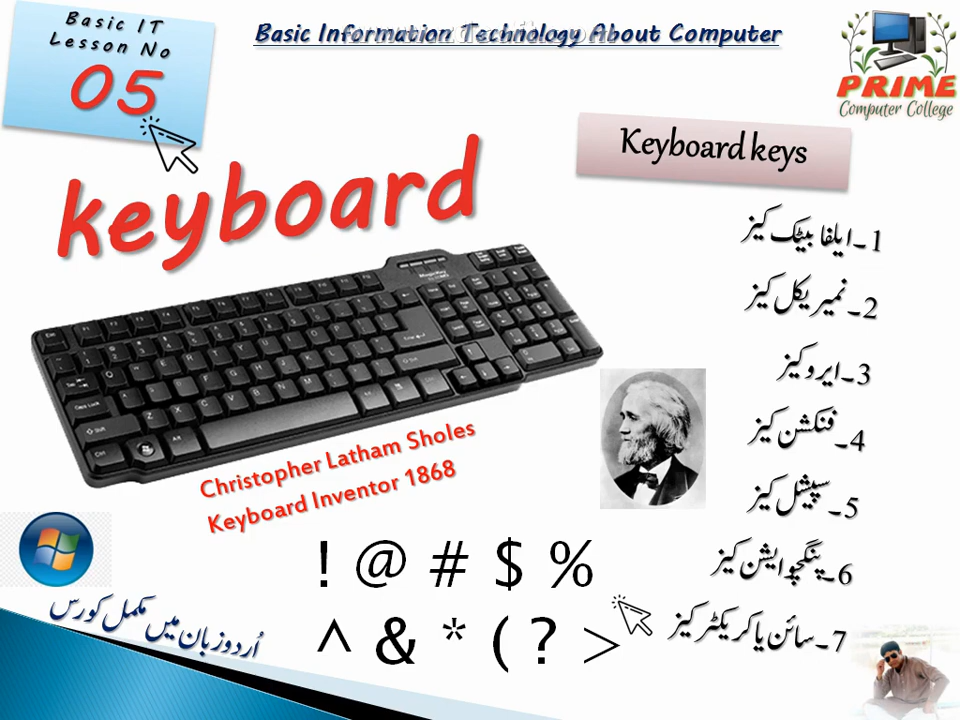 Basic IT
Lesson No
05
Basic Information Technology About Computer
PRIME
Computer College
keyboard
Keyboard keys
1۔ایلفا بیٹک کیز
2۔ نمیریکل کیز
3۔ایرو کیز
4۔ فنکشن کیز
5۔ سپیشل کیز
6۔پنگچوایشن کیز
7۔سائن یا کریکٹر کیز
Christopher Latham Sholes
Keyboard Inventor 1868
! @ # $ %
^ & * ( ? >
اُردو زبان میں مکمل کورس